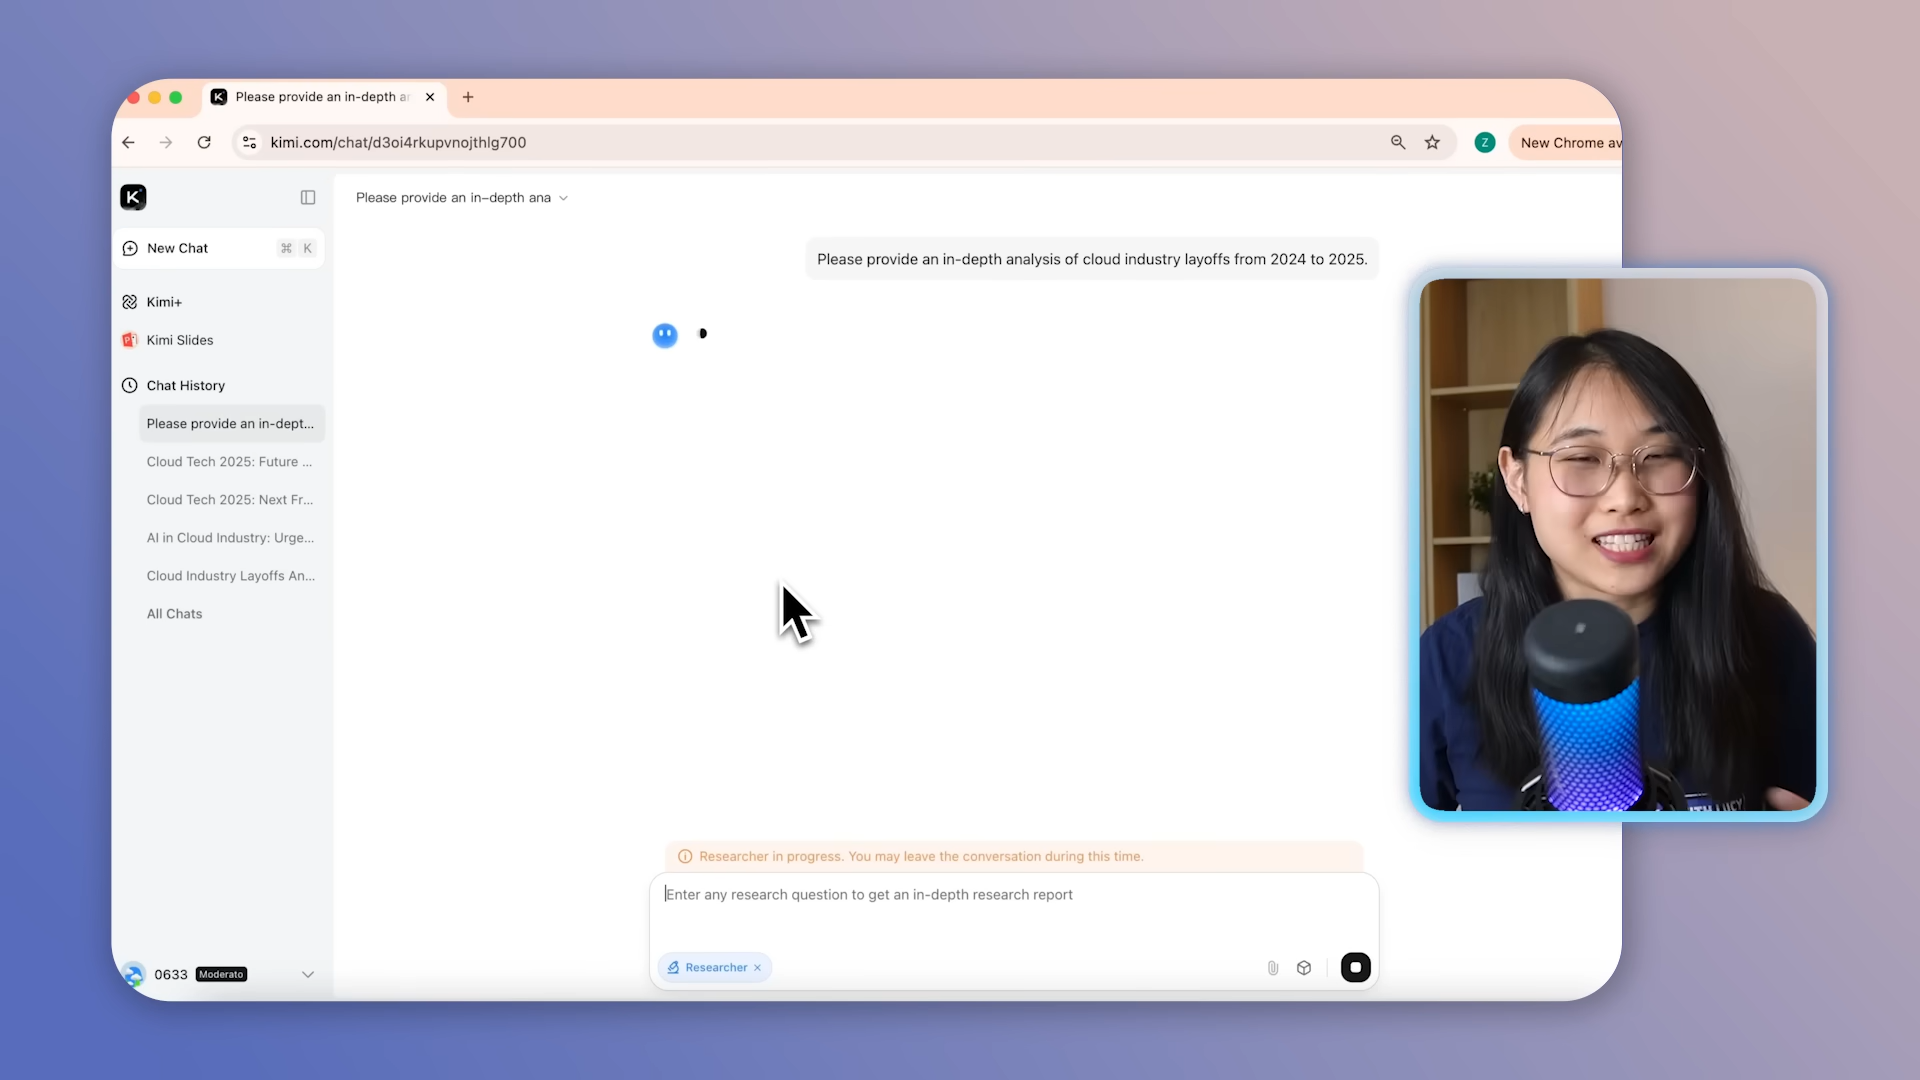 Please provide an in-depth ar
kimi.com/chat/d3oi4rkupvnojthlg700
Z
New Chrome av
K
Please provide an in-depth ana
New Chat
⌘ K
Please provide an in-depth analysis of cloud industry layoffs from 2024 to 2025.
Kimi+
Kimi Slides
Chat History
Please provide an in-dept...
Cloud Tech 2025: Future ...
Cloud Tech 2025: Next Fr...
AI in Cloud Industry: Urge...
Cloud Industry Layoffs An...
All Chats
Researcher in progress. You may leave the conversation during this time.
Enter any research question to get an in-depth research report
Researcher
0633 Moderato